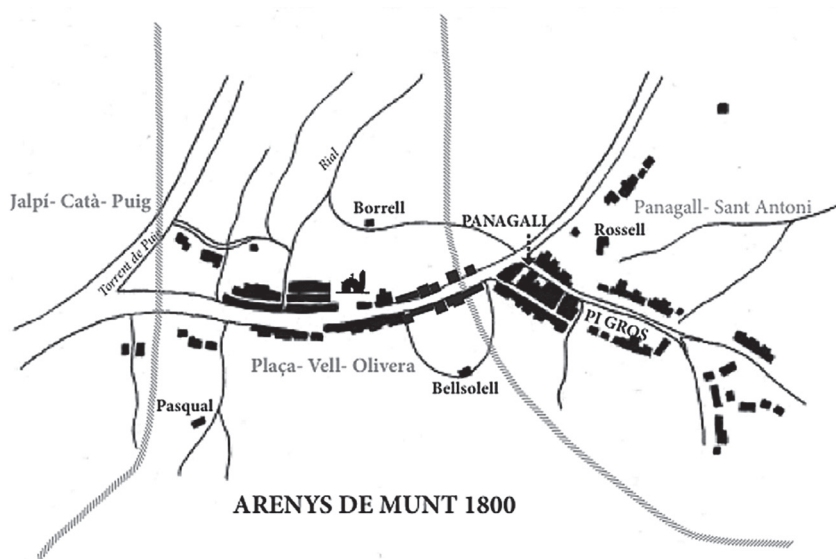 Rial
Jalpí- Catà- Puig
Borrell
PANAGALL
Panagall- Sant Antoni
Rossell
Torrent de Puig
PI GROS
Plaça- Vell- Olivera
Bellsolell
Pasqual
ARENYS DE MUNT 1800